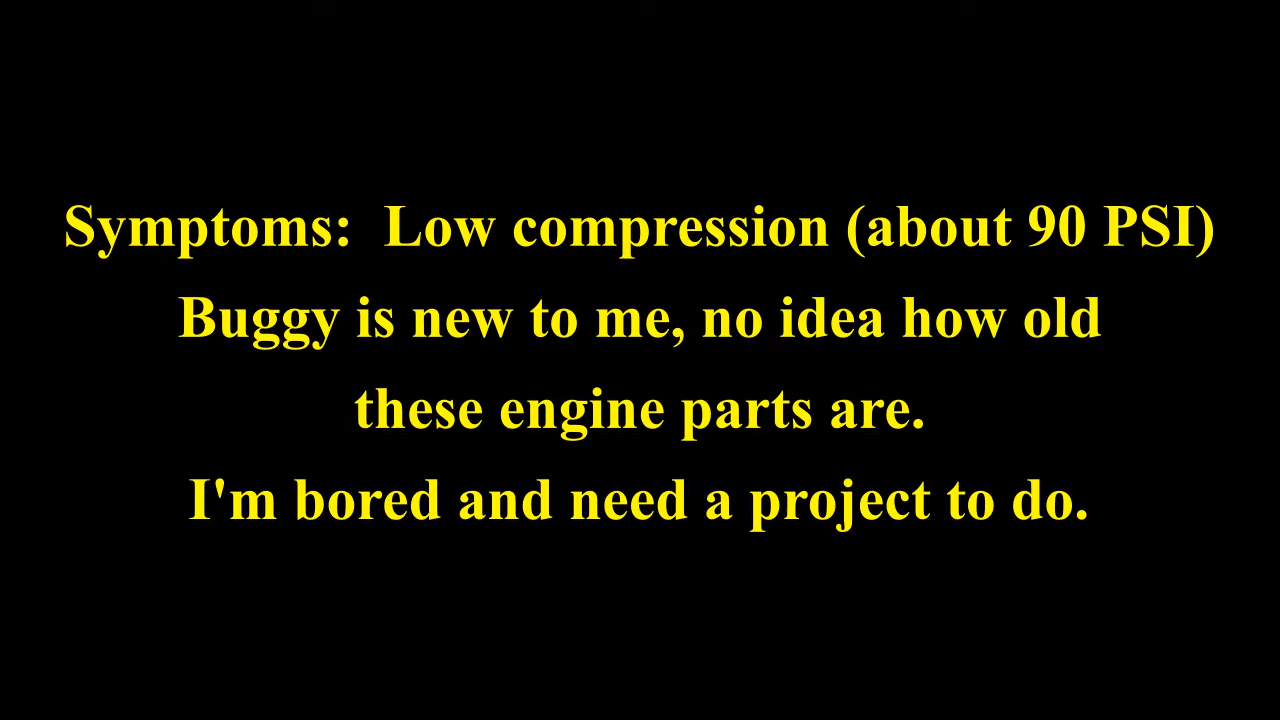 Symptoms:  Low compression (about 90 PSI)
Buggy is new to me, no idea how old
these engine parts are.
I'm bored and need a project to do.